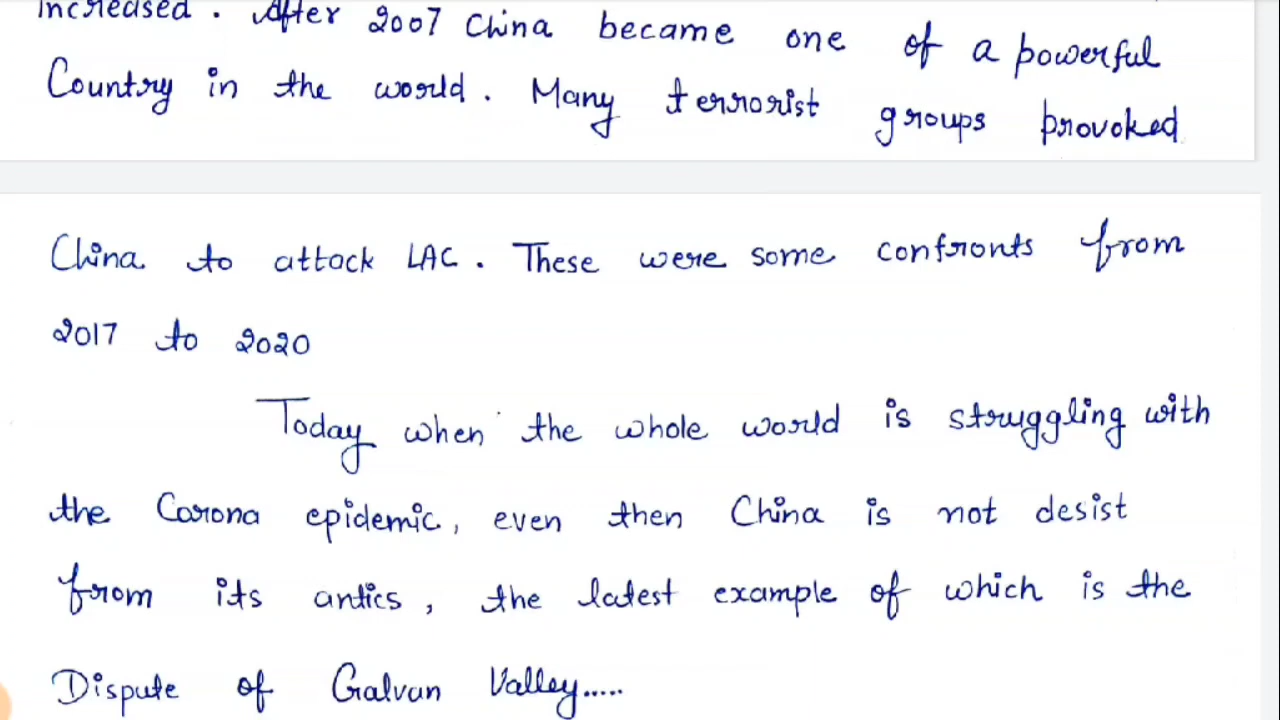 increased. After 2007 China became one of a powerful
Country in the world. Many terrorist groups provoked
China to attack LAC. These were some confronts from
2017 to 2020
Today when the whole world is struggling with
the Corona epidemic, even then China is not desist
from its antics, the latest example of which is the
Dispute of Galvan Valley.....